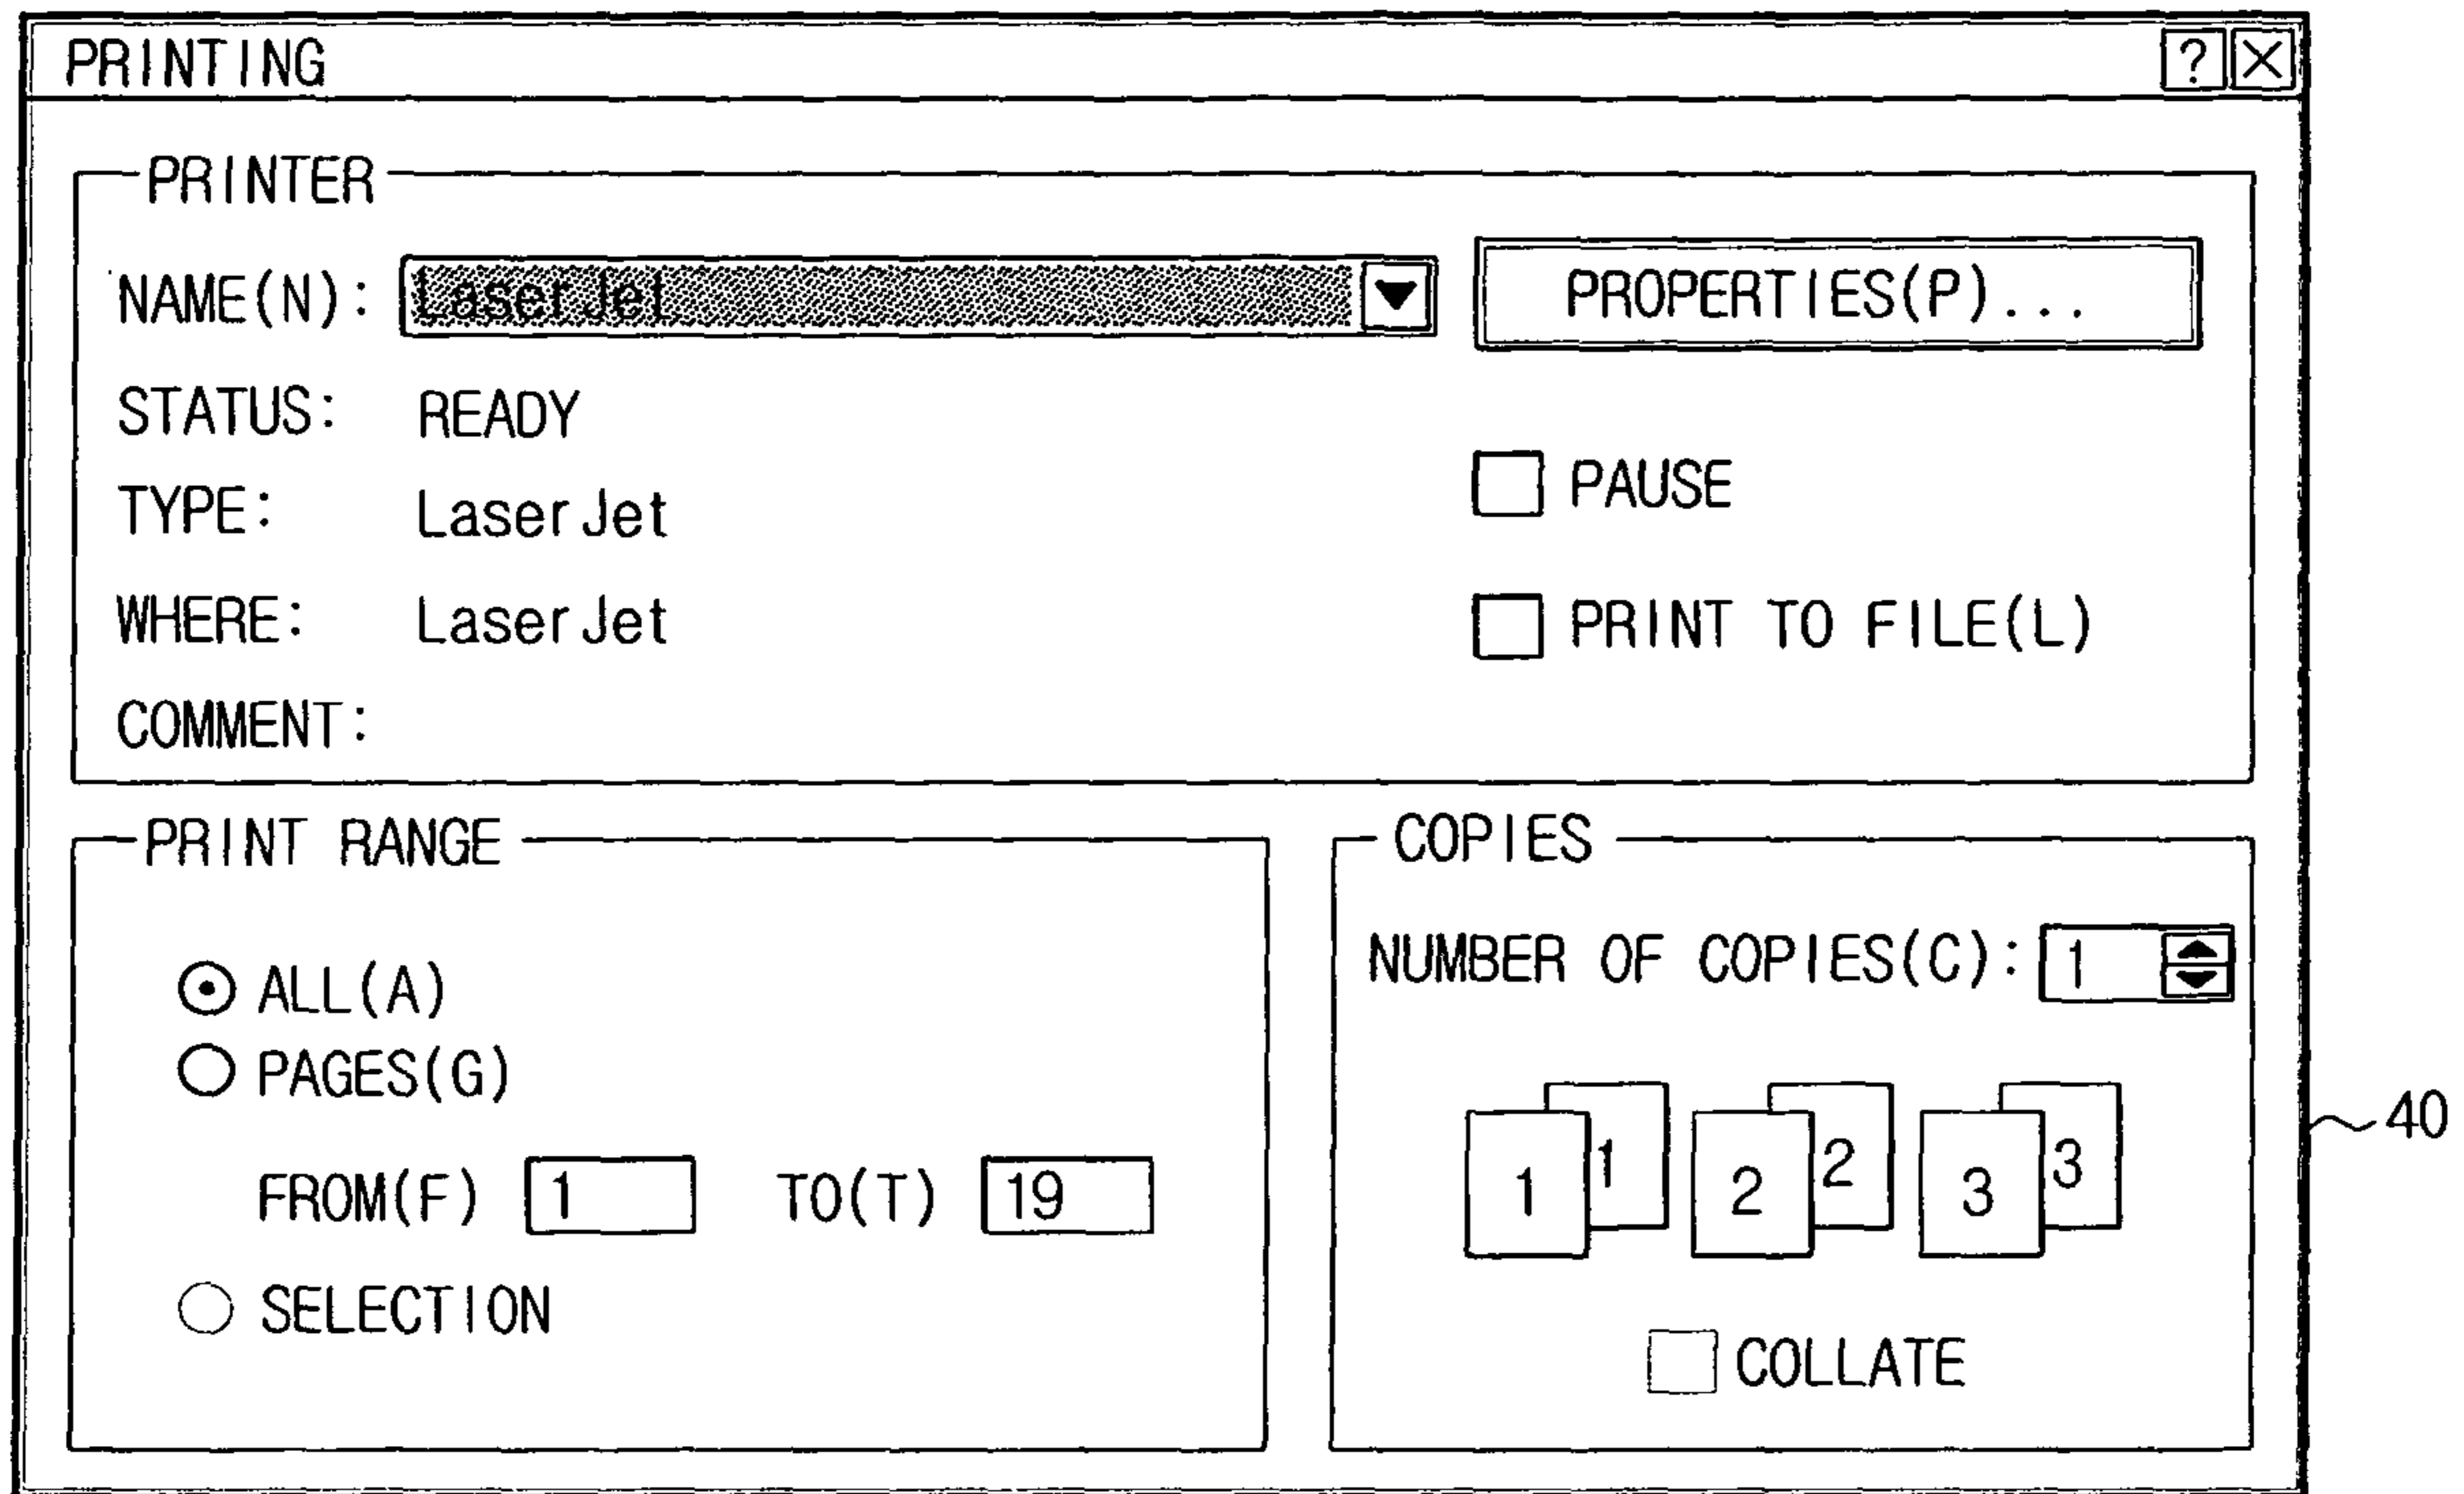 PRINTING ? X
PRINTER
NAME(N): LaserJet PROPERTIES(P)...
STATUS: READY
PAUSE
TYPE: LaserJet
WHERE: LaserJet PRINT TO FILE(L)
COMMENT:
PRINT RANGE
ALL(A)
PAGES(G)
FROM(F) 1 TO(T) 19
SELECTION
COPIES
NUMBER OF COPIES(C): 1
1 1 2 2 3 3
COLLATE
40